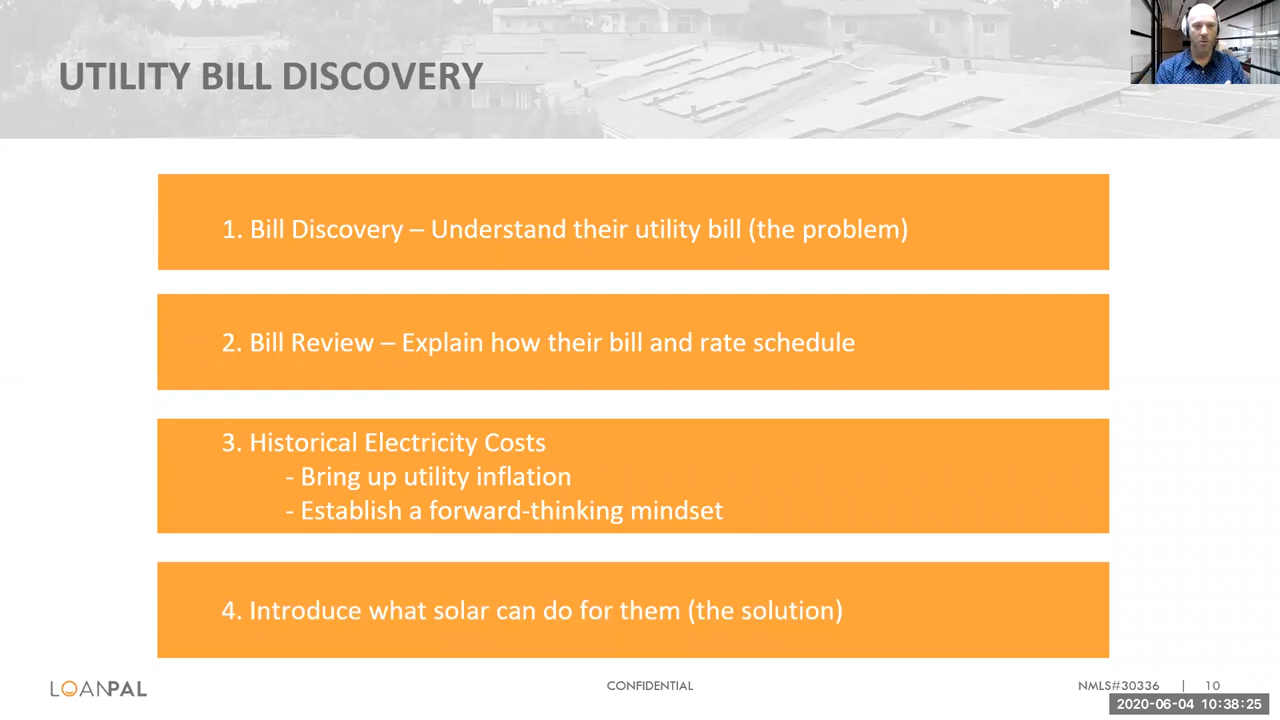 UTILITY BILL DISCOVERY
1. Bill Discovery – Understand their utility bill (the problem)
2. Bill Review – Explain how their bill and rate schedule
3. Historical Electricity Costs
- Bring up utility inflation
- Establish a forward-thinking mindset
4. Introduce what solar can do for them (the solution)
LOANPAL
CONFIDENTIAL
NMLS#30336 | 10
2020-06-04 10:38:25